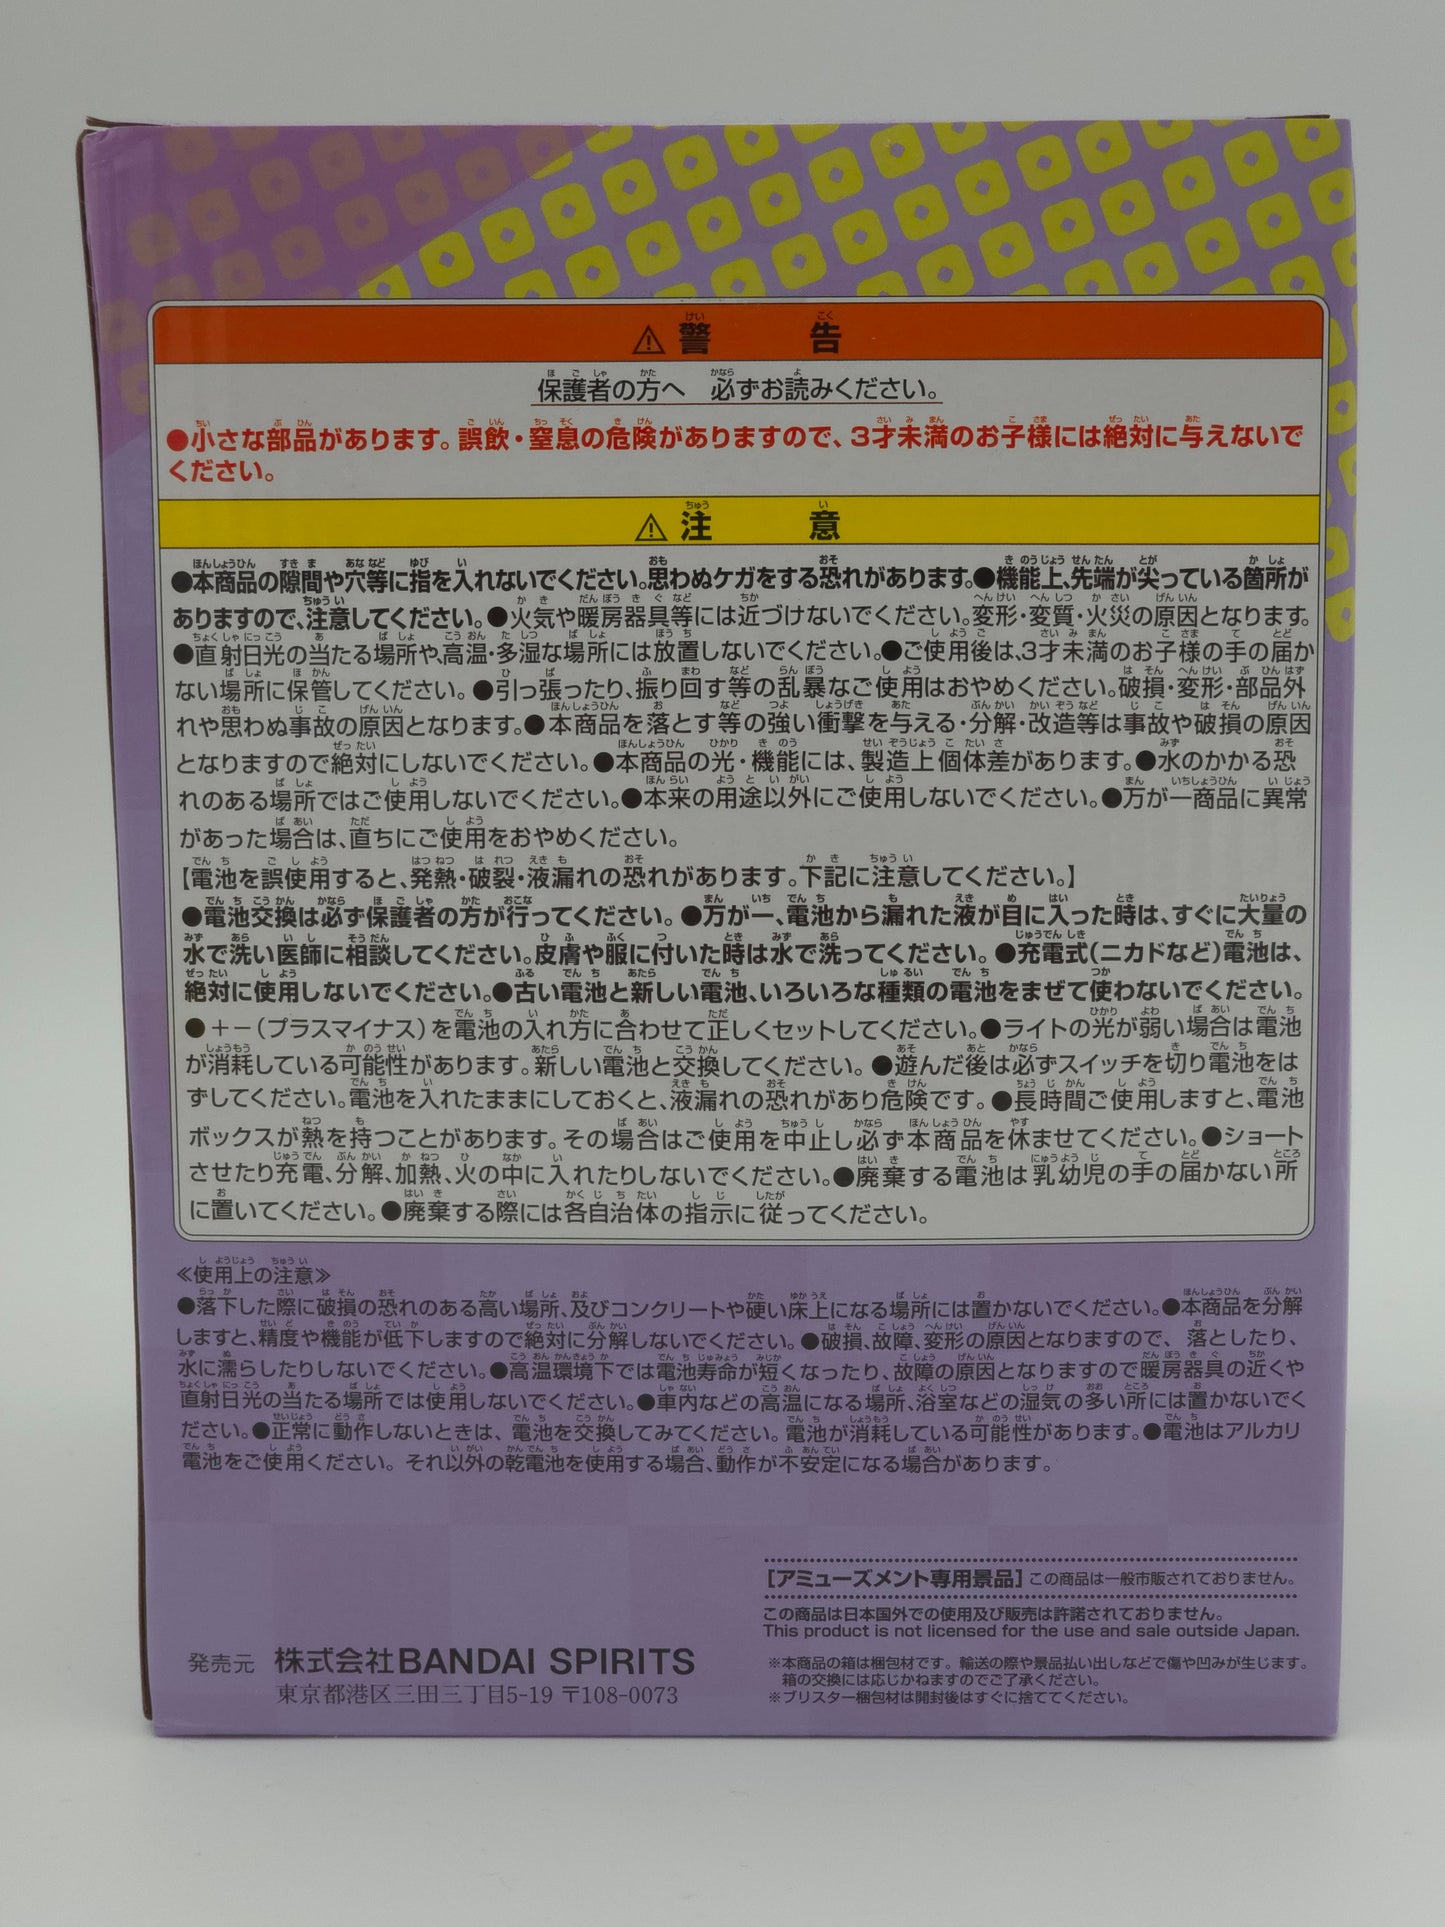 ⚠警告
保護者の方へ 必ずお読みください。
●小さな部品があります。誤飲・窒息の危険がありますので、3才未満のお子様には絶対に与えないで
ください。
⚠注意
●本商品の隙間や穴等に指を入れないでください。思わぬケガをする恐れがあります。●機能上、先端が尖っている箇所が
ありますので、注意してください。●火気や暖房器具等には近づけないでください。変形・変質・火災の原因となります。
●直射日光の当たる場所や、高温・多湿な場所には放置しないでください。●ご使用後は、3才未満のお子様の手の届か
ない場所に保管してください。●引っ張ったり、振り回す等の乱暴なご使用はおやめください。破損・変形・部品外
れや思わぬ事故の原因となります。●本商品を落とす等の強い衝撃を与える・分解・改造等は事故や破損の原因
となりますので絶対にしないでください。●本商品の光・機能には、製造上個体差があります。●水のかかる恐
れのある場所ではご使用しないでください。●本来の用途以外にご使用しないでください。●万が一商品に異常
があった場合は、直ちにご使用をおやめください。
【電池を誤使用すると、発熱・破裂・液漏れの恐れがあります。下記に注意してください。】
●電池交換は必ず保護者の方が行ってください。●万が一、電池から漏れた液が目に入った時は、すぐに大量の
水で洗い医師に相談してください。皮膚や服に付いた時は水で洗ってください。●充電式(ニカドなど)電池は、
絶対に使用しないでください。●古い電池と新しい電池、いろいろな種類の電池をまぜて使わないでください。
●＋－(プラスマイナス)を電池の入れ方に合わせて正しくセットしてください。●ライトの光が弱い場合は電池
が消耗している可能性があります。新しい電池と交換してください。●遊んだ後は必ずスイッチを切り電池をは
ずしてください。電池を入れたままにしておくと、液漏れの恐れがあり危険です。●長時間ご使用しますと、電池
ボックスが熱を持つことがあります。その場合はご使用を中止し必ず本商品を休ませてください。●ショート
させたり充電、分解、加熱、火の中に入れたりしないでください。●廃棄する電池は乳幼児の手の届かない所
に置いてください。●廃棄する際には各自治体の指示に従ってください。
≪使用上の注意≫
●落下した際に破損の恐れのある高い場所、及びコンクリートや硬い床上になる場所には置かないでください。●本商品を分解
しますと、精度や機能が低下しますので絶対に分解しないでください。●破損、故障、変形の原因となりますので、落としたり、
水に濡らしたりしないでください。●高温環境下では電池寿命が短くなったり、故障の原因となりますので暖房器具の近くや
直射日光の当たる場所では使用しないでください。●車内などの高温になる場所、浴室などの湿気の多い所には置かないでく
ださい。●正常に動作しないときは、電池を交換してみてください。電池が消耗している可能性があります。●電池はアルカリ
電池をご使用ください。それ以外の乾電池を使用する場合、動作が不安定になる場合があります。
[アミューズメント専用景品] この商品は一般市販されておりません。
この商品は日本国外での使用及び販売は許諾されておりません。
This product is not licensed for the use and sale outside Japan.
※本商品の箱は梱包材です。輸送の際や景品払い出しなどで傷や凹みが生じます。
箱の交換には応じかねますのでご了承ください。
※ブリスター梱包材は開封後はすぐに捨ててください。
発売元 株式会社BANDAI SPIRITS
東京都港区三田三丁目5-19 〒108-0073